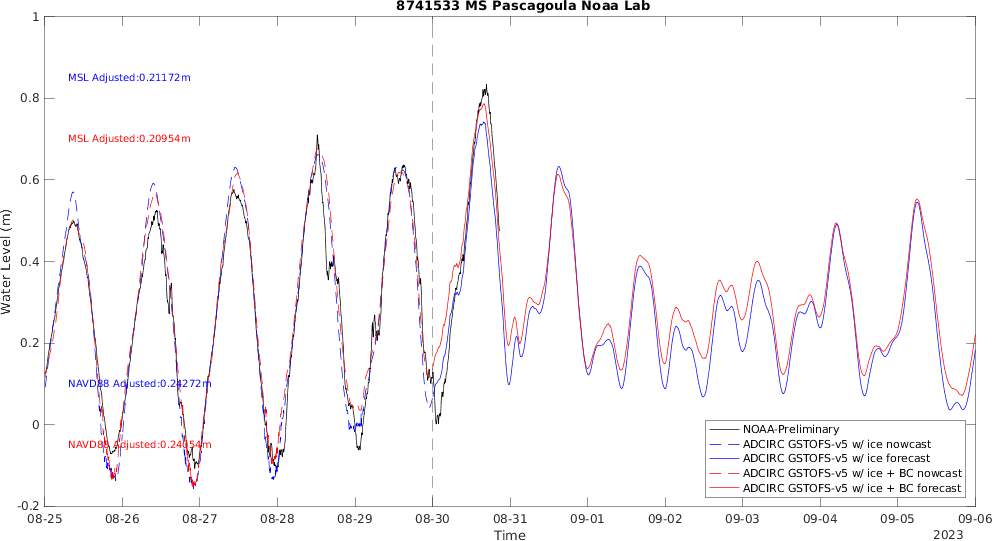 8741533 MS Pascagoula Noaa Lab
1
0.8
0.6
0.4
0.2
0
-0.2
Water Level (m)
MSL Adjusted:0.21172m
MSL Adjusted:0.20954m
NAVD88 Adjusted:0.24272m
NAVD88 Adjusted:0.24054m
NOAA-Preliminary
ADCIRC GSTOFS-v5 w/ ice nowcast
ADCIRC GSTOFS-v5 w/ ice forecast
ADCIRC GSTOFS-v5 w/ ice + BC nowcast
ADCIRC GSTOFS-v5 w/ ice + BC forecast
08-25 08-26 08-27 08-28 08-29 08-30 08-31 09-01 09-02 09-03 09-04 09-05 09-06
Time
2023